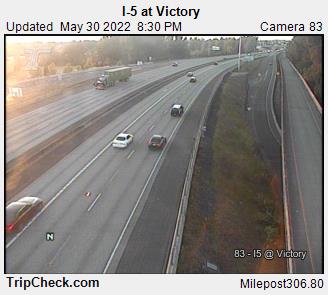 I-5 at Victory
Updated May 30 2022 8:30 PM
Camera 83
N
83 - I5 @ Victory
TripCheck.com
Milepost306.80